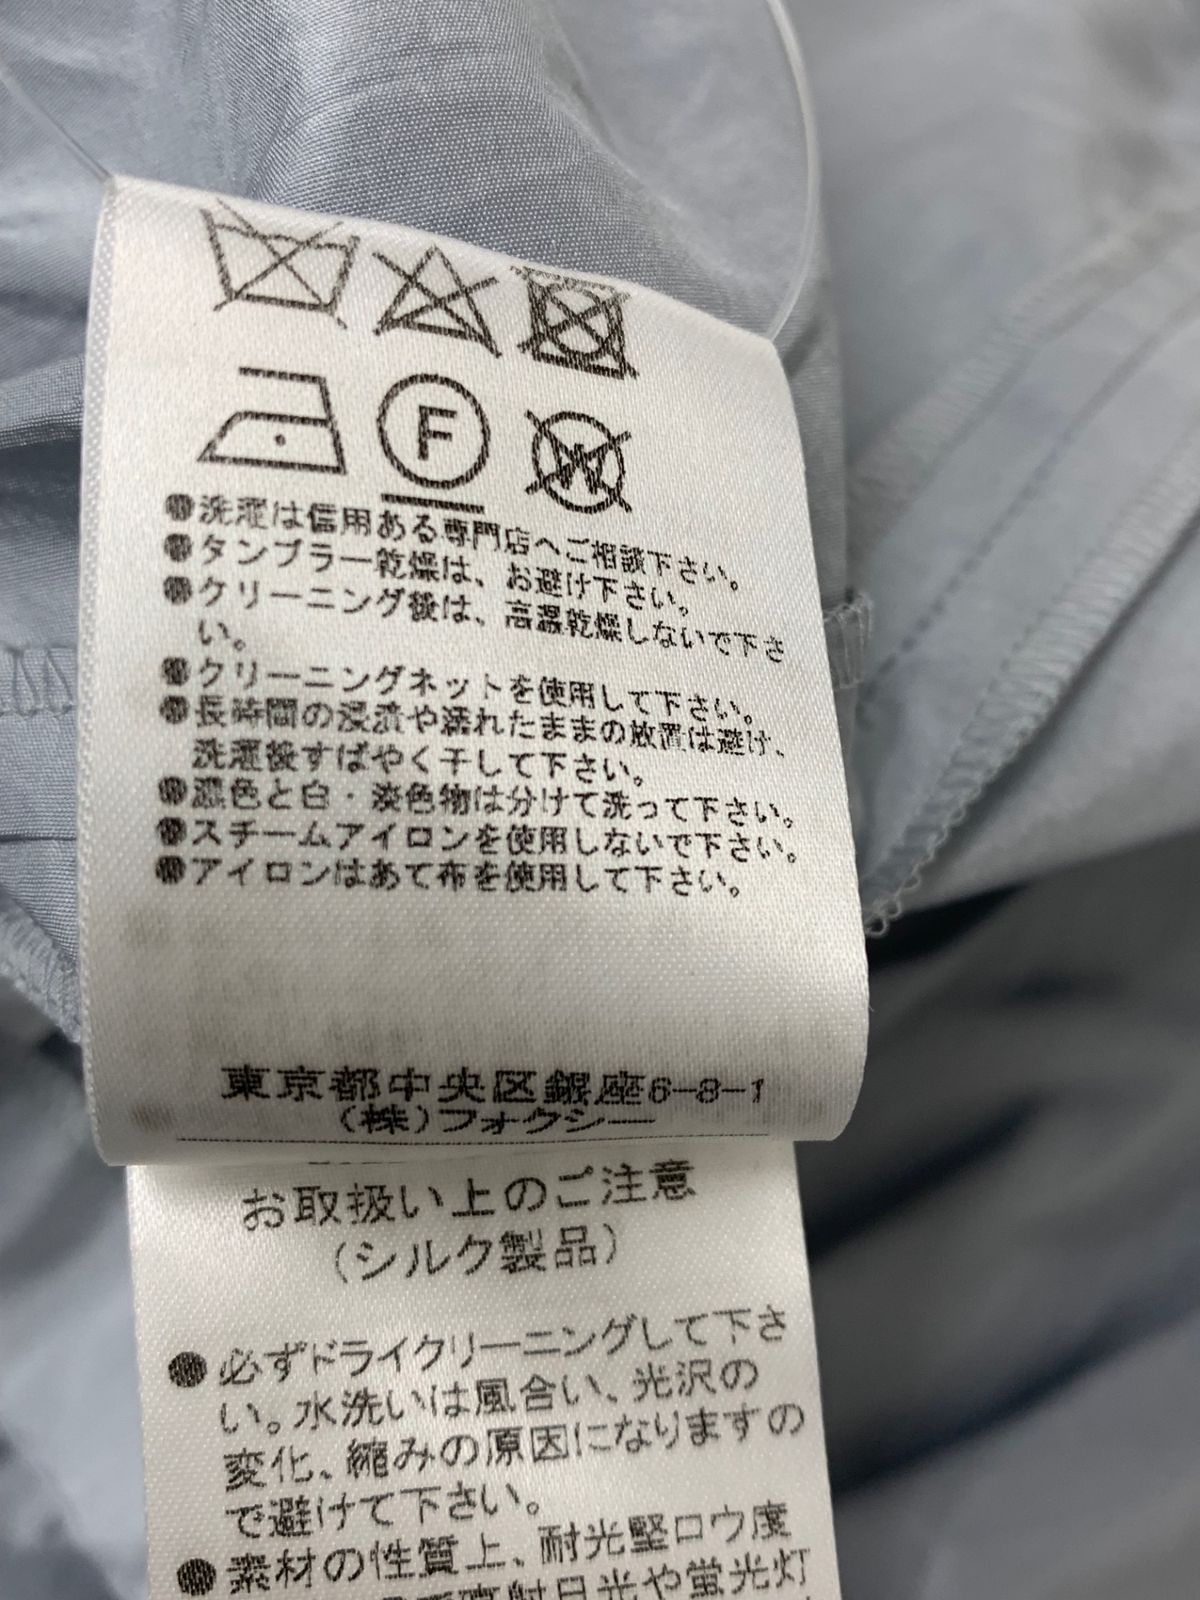 F
W
●洗濯は信用ある専門店へご相談下さい。
●タンブラー乾燥は、お避け下さい。
●クリーニング後は、高温乾燥しないで下さ
い。
●クリーニングネットを使用して下さい。
●長時間の浸漬や濡れたままの放置は避け、
洗濯後すばやく干して下さい。
●濃色と白・淡色物は分けて洗って下さい。
●スチームアイロンを使用しないで下さい。
●アイロンはあて布を使用して下さい。
東京都中央区銀座6-8-1
(株)フォクシー
お取扱い上のご注意
(シルク製品)
●必ずドライクリーニングして下さ
い。水洗いは風合い、光沢の
変化、縮みの原因になりますの
で避けて下さい。
●素材の性質上、耐光堅ロウ度
直射日光や蛍光灯